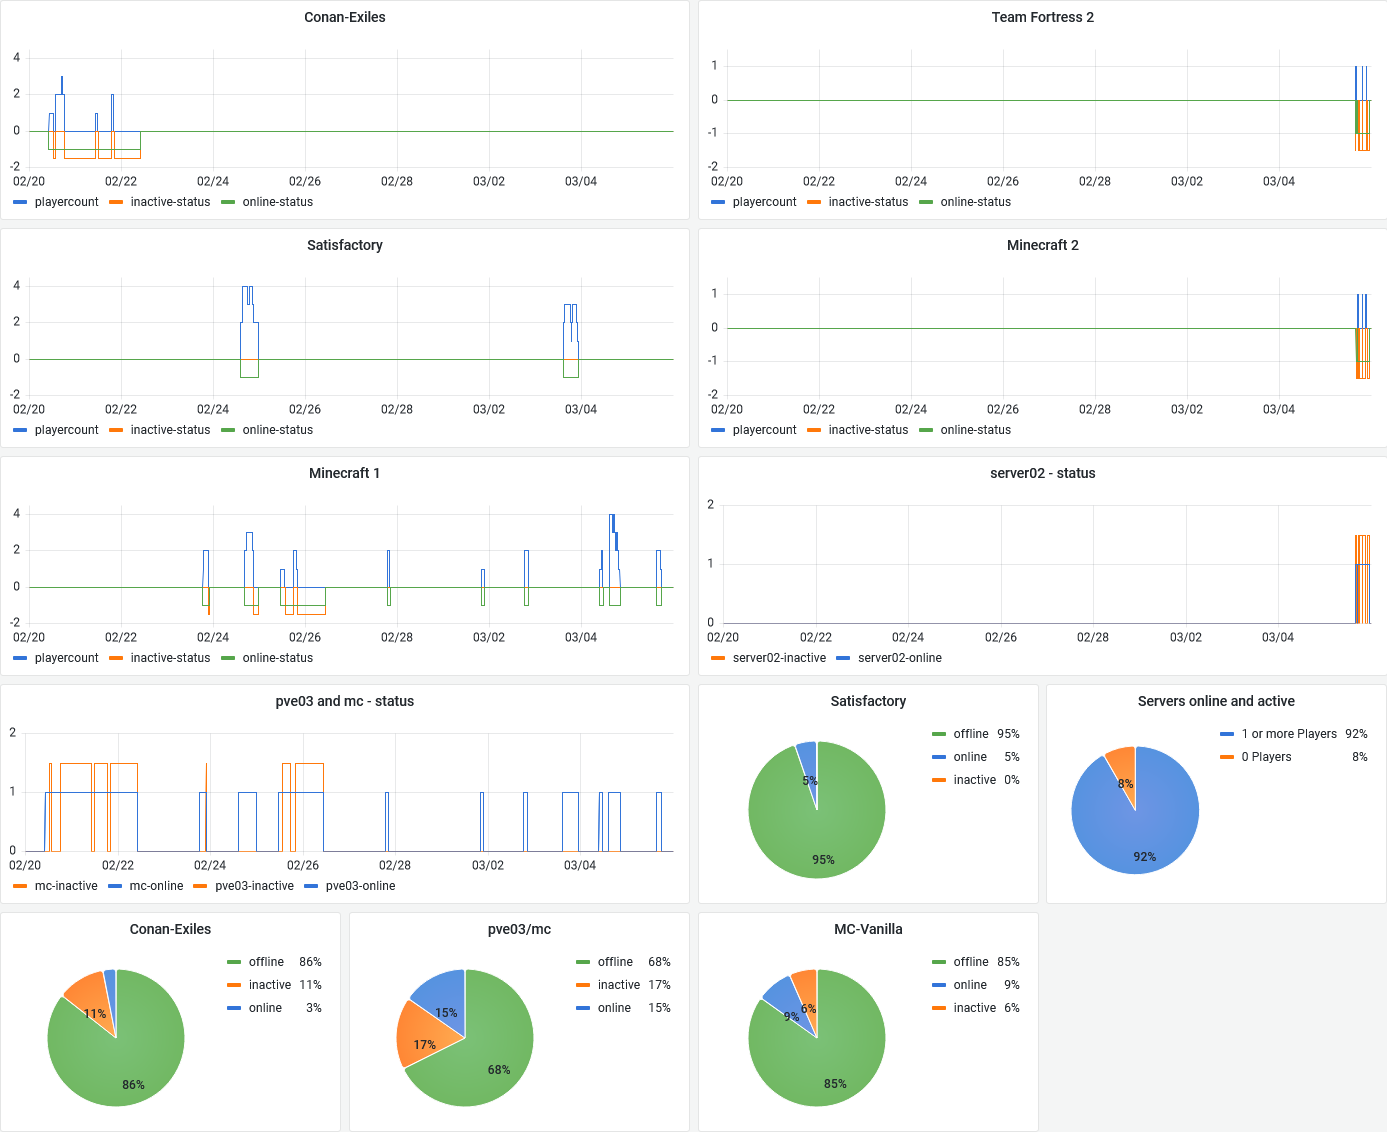 Conan-Exiles
4
2
0
-2
02/20 02/22 02/24 02/26 02/28 03/02 03/04
playercount inactive-status online-status
Team Fortress 2
1
0
-1
-2
02/20 02/22 02/24 02/26 02/28 03/02 03/04
playercount inactive-status online-status
Satisfactory
4
2
0
-2
02/20 02/22 02/24 02/26 02/28 03/02 03/04
playercount inactive-status online-status
Minecraft 2
1
0
-1
-2
02/20 02/22 02/24 02/26 02/28 03/02 03/04
playercount inactive-status online-status
Minecraft 1
4
2
0
-2
02/20 02/22 02/24 02/26 02/28 03/02 03/04
playercount inactive-status online-status
server02 - status
2
1
0
02/20 02/22 02/24 02/26 02/28 03/02 03/04
server02-inactive server02-online
pve03 and mc - status
2
1
0
02/20 02/22 02/24 02/26 02/28 03/02 03/04
mc-inactive mc-online pve03-inactive pve03-online
Satisfactory
offline 95%
online 5%
inactive 0%
5%
95%
Servers online and active
1 or more Players 92%
0 Players 8%
8%
92%
Conan-Exiles
offline 86%
inactive 11%
online 3%
11%
86%
pve03/mc
offline 68%
inactive 17%
online 15%
15%
17%
68%
MC-Vanilla
offline 85%
online 9%
inactive 6%
6%
9%
85%